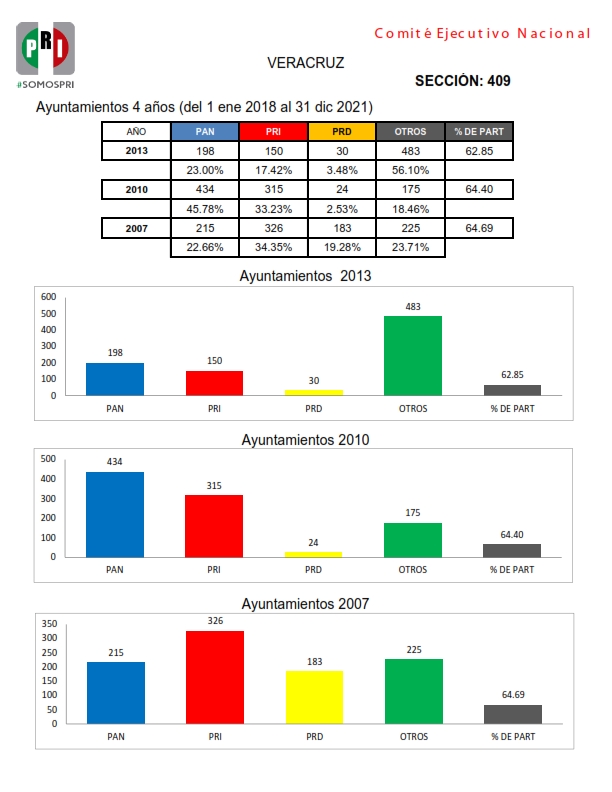 PRI
#SOMOSPRI
Comité Ejecutivo Nacional
VERACRUZ
SECCIÓN: 409
Ayuntamientos 4 años (del 1 ene 2018 al 31 dic 2021)
AÑO PAN PRI PRD OTROS % DE PART
2013 198 150 30 483 62.85
23.00% 17.42% 3.48% 56.10%
2010 434 315 24 175 64.40
45.78% 33.23% 2.53% 18.46%
2007 215 326 183 225 64.69
22.66% 34.35% 19.28% 23.71%
Ayuntamientos 2013
600
500
400
300
200
100
0
198
150
30
483
62.85
PAN PRI PRD OTROS % DE PART
Ayuntamientos 2010
500
400
300
200
100
0
434
315
24
175
64.40
PAN PRI PRD OTROS % DE PART
Ayuntamientos 2007
350
300
250
200
150
100
50
0
215
326
183
225
64.69
PAN PRI PRD OTROS % DE PART